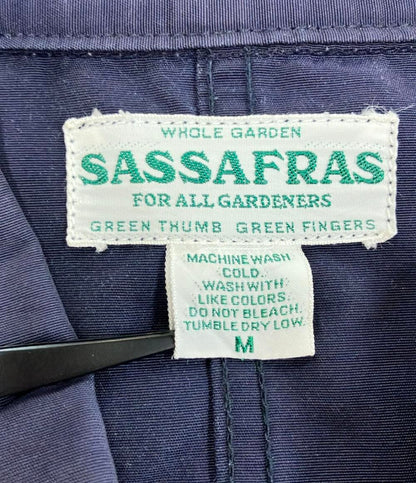 WHOLE GARDEN
SASSAFRAS
FOR ALL GARDENERS
GREEN THUMB GREEN FINGERS
MACHINE WASH
COLD.
WASH WITH
LIKE COLORS.
DO NOT BLEACH.
TUMBLE DRY LOW.
M